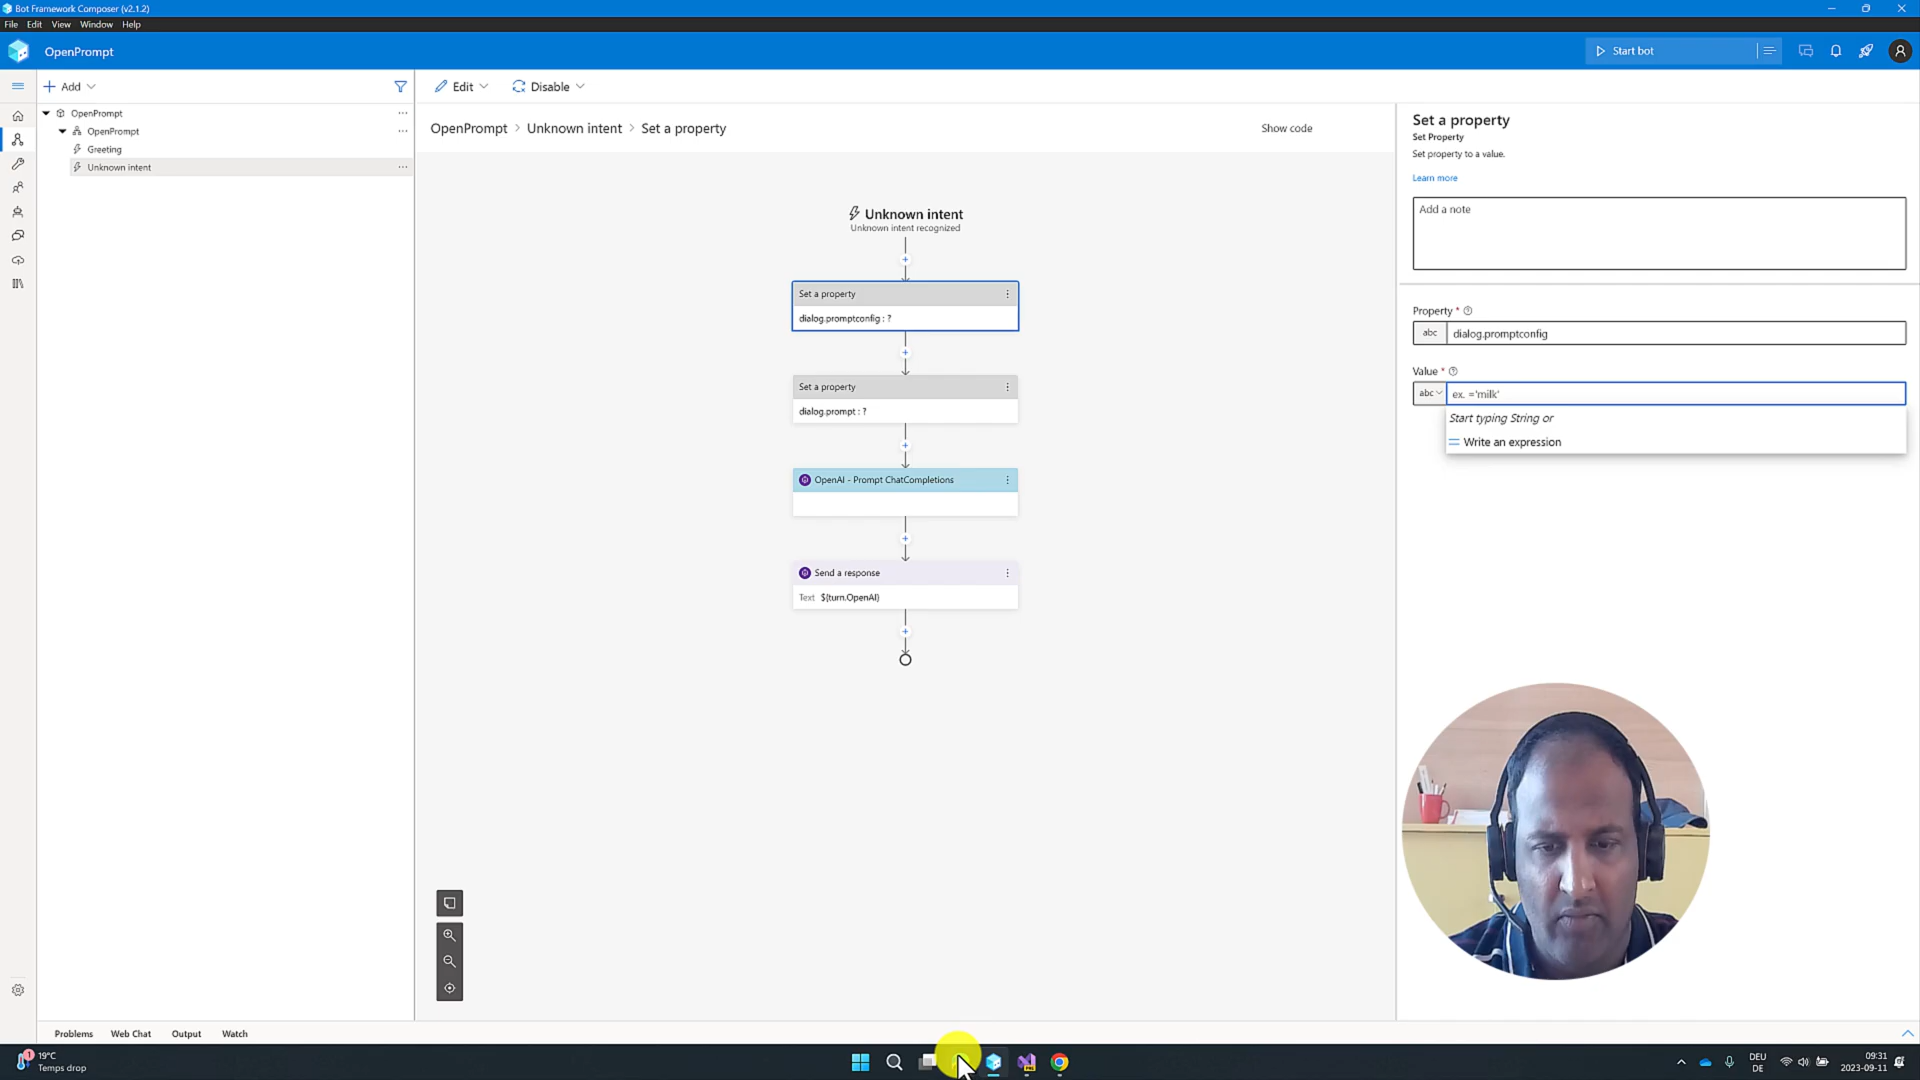 Bot Framework Composer (v2.1.2)
File Edit View Window Help
OpenPrompt
Start bot
Add
Edit
Disable
OpenPrompt
OpenPrompt
Greeting
Unknown intent
OpenPrompt > Unknown intent > Set a property
Show code
Unknown intent
Unknown intent recognized
Set a property
dialog.promptconfig : ?
Set a property
dialog.prompt : ?
OpenAI - Prompt ChatCompletions
Send a response
Text ${turn.OpenAI}
Set a property
Set Property
Set property to a value.
Learn more
Add a note
Property *
abc dialog.promptconfig
Value *
abc ex. ='milk'
Start typing String or
Write an expression
Problems Web Chat Output Watch
1
19°C
Temps drop
DEU
DE
09:31
2023-09-11